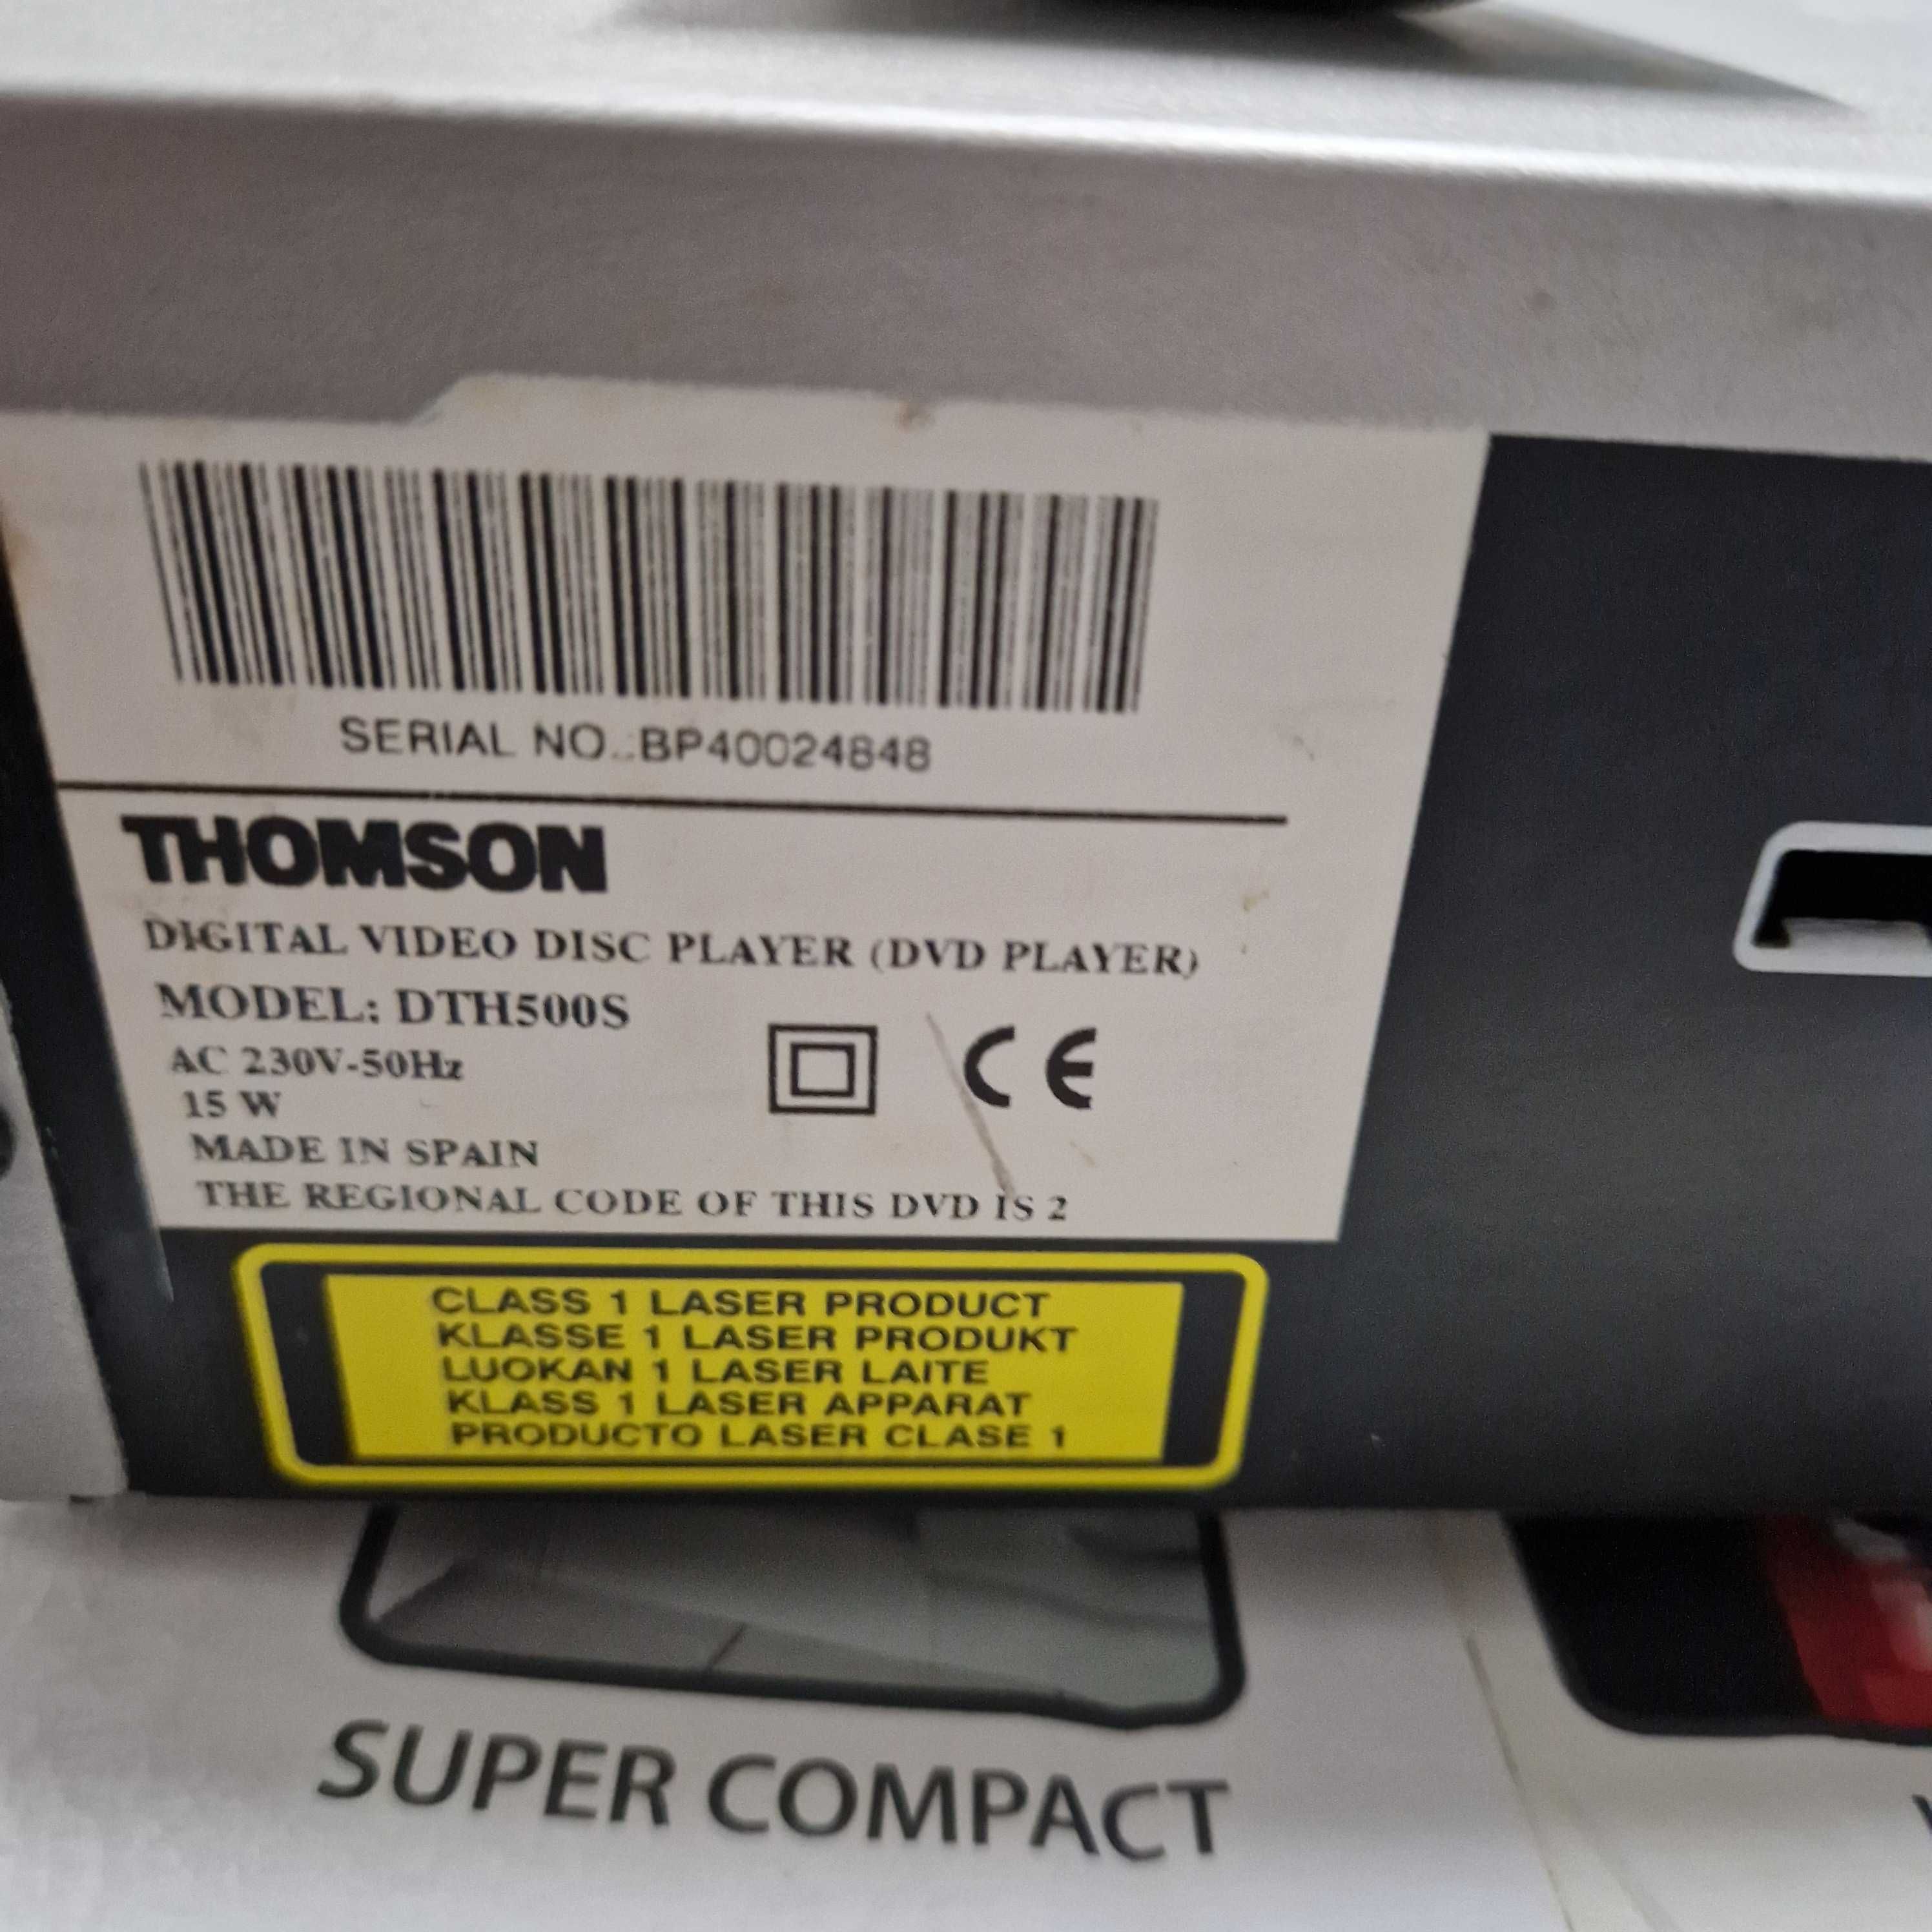 SERIAL NO.:BP40024848
THOMSON
DIGITAL VIDEO DISC PLAYER (DVD PLAYER)
MODEL: DTH500S
AC 230V-50Hz
15 W
CE
MADE IN SPAIN
THE REGIONAL CODE OF THIS DVD IS 2
CLASS 1 LASER PRODUCT
KLASSE 1 LASER PRODUKT
LUOKAN 1 LASER LAITE
KLASS 1 LASER APPARAT
PRODUCTO LASER CLASE 1
SUPER COMPACT